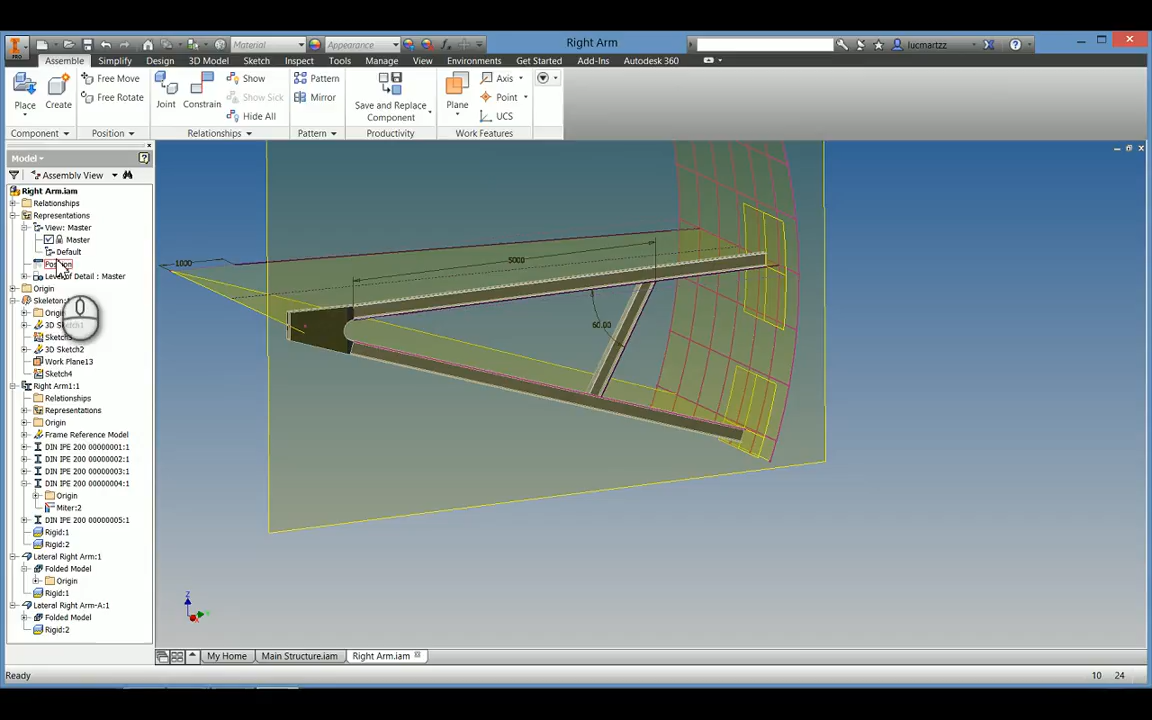 PRO
Material
Appearance
Right Arm
lucmartzz
Assemble Simplify Design 3D Model Sketch Inspect Tools Manage View Environments Get Started Add-Ins Autodesk 360
Place
Create
Free Move
Free Rotate
Joint
Constrain
Show
Show Sick
Hide All
Pattern
Mirror
Save and Replace
Component
Plane
Axis
Point
UCS
Component Position Relationships Pattern Productivity Work Features
Model
Assembly View
Right Arm.iam
Relationships
Representations
View: Master
Master
Default
Level of Detail : Master
Origin
3D Sketch1
3D Sketch2
Work Plane13
Sketch4
Right Arm1:1
Relationships
Representations
Origin
Frame Reference Model
DIN IPE 200 00000001:1
DIN IPE 200 00000002:1
DIN IPE 200 00000003:1
DIN IPE 200 00000004:1
Origin
Miter:2
DIN IPE 200 00000005:1
Rigid:1
Rigid:2
Lateral Right Arm:1
Folded Model
Origin
Rigid:1
Lateral Right Arm-A:1
Folded Model
Rigid:2
1000
5000
60.00
Z
My Home Main Structure.iam Right Arm.iam
Ready
10 24